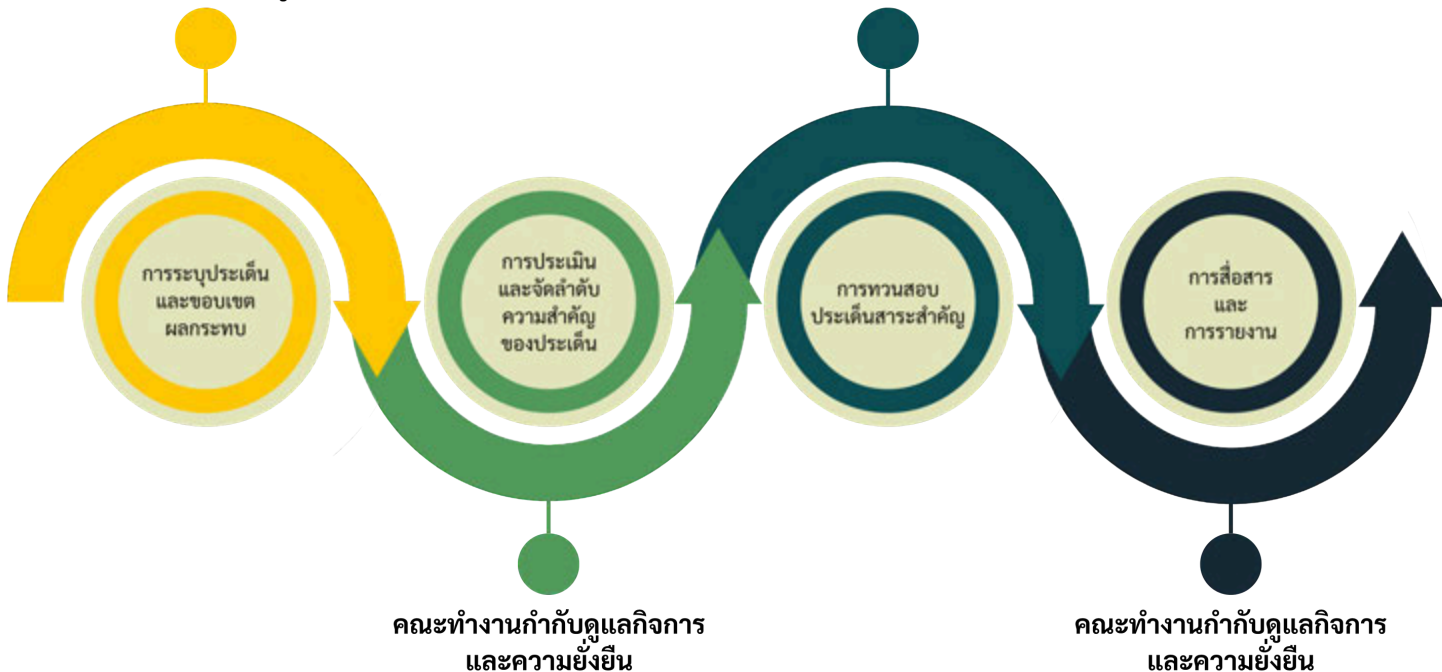 การระบุประเด็น
และขอบเขต
ผลกระทบ
การประเมิน
และจัดลำดับ
ความสำคัญ
ของประเด็น
การทวนสอบ
ประเด็นสาระสำคัญ
การสื่อสาร
และ
การรายงาน
คณะทำงานกำกับดูแลกิจการ
และความยั่งยืน
คณะทำงานกำกับดูแลกิจการ
และความยั่งยืน